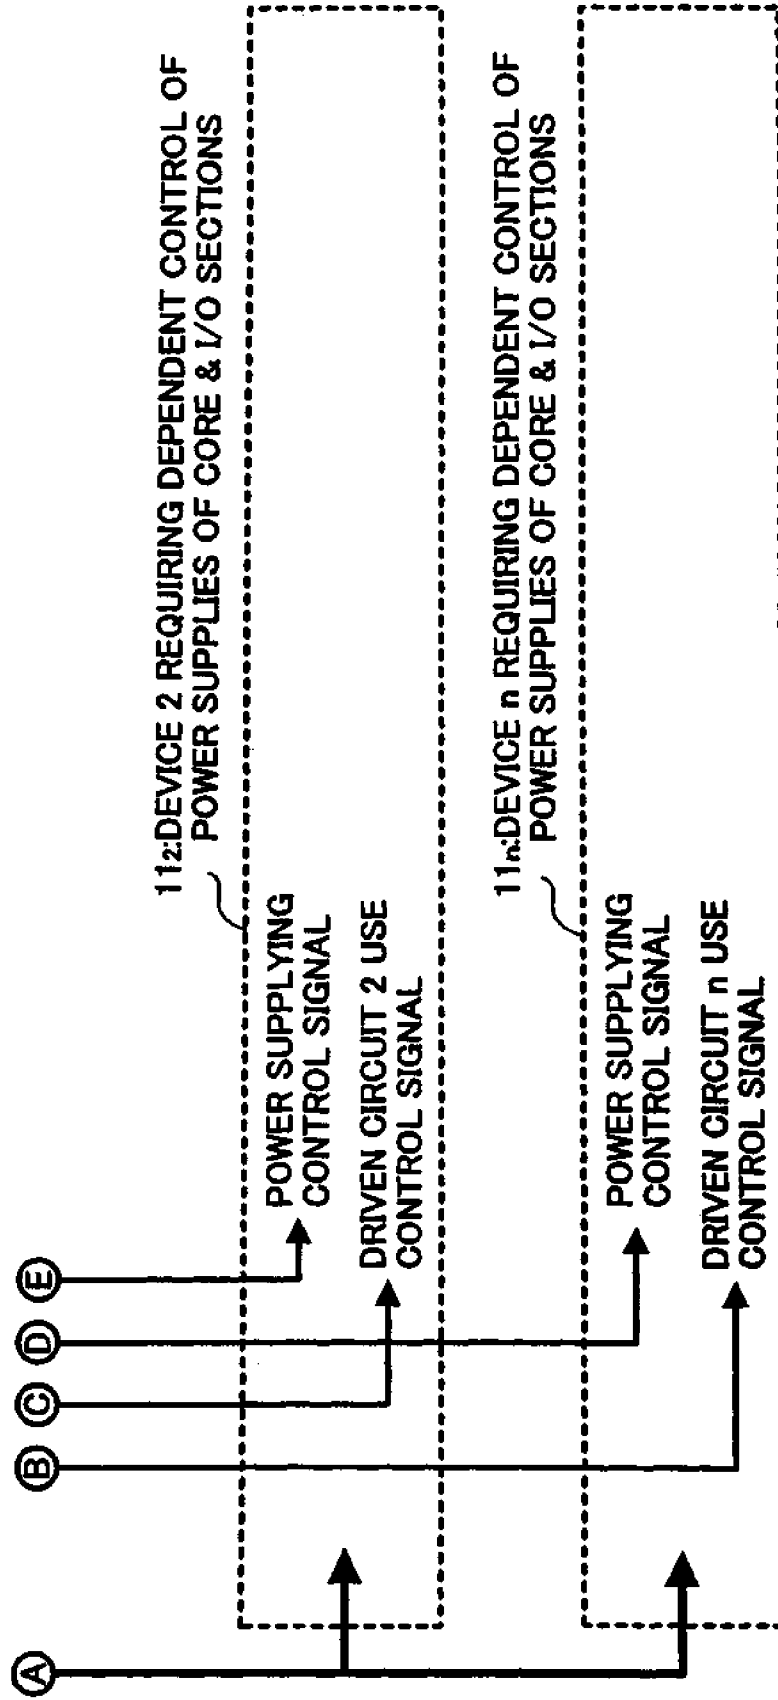 A
B
C
D
E
11₂:DEVICE 2 REQUIRING DEPENDENT CONTROL OF
POWER SUPPLIES OF CORE & I/O SECTIONS
POWER SUPPLYING
CONTROL SIGNAL
DRIVEN CIRCUIT 2 USE
CONTROL SIGNAL
11ₙ:DEVICE n REQUIRING DEPENDENT CONTROL OF
POWER SUPPLIES OF CORE & I/O SECTIONS
POWER SUPPLYING
CONTROL SIGNAL
DRIVEN CIRCUIT n USE
CONTROL SIGNAL